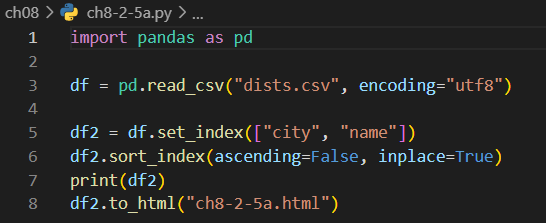 ch08 > ch8-2-5a.py > ...
1 import pandas as pd
2
3 df = pd.read_csv("dists.csv", encoding="utf8")
4
5 df2 = df.set_index(["city", "name"])
6 df2.sort_index(ascending=False, inplace=True)
7 print(df2)
8 df2.to_html("ch8-2-5a.html")